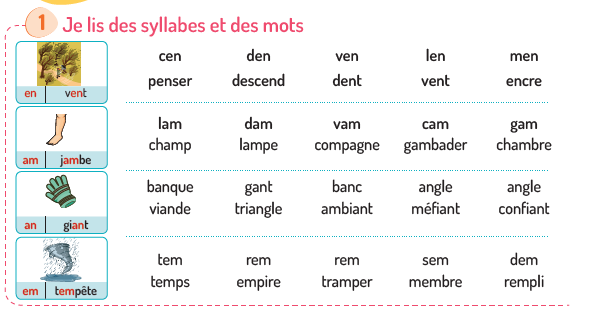 1 Je lis des syllabes et des mots
en vent
cen den ven len men
penser descend dent vent encre
am jambe
lam dam vam cam gam
champ lampe compagne gambader chambre
an giant
banque gant banc angle angle
viande triangle ambiant méfiant confiant
em tempête
tem rem rem sem dem
temps empire tramper membre rempli